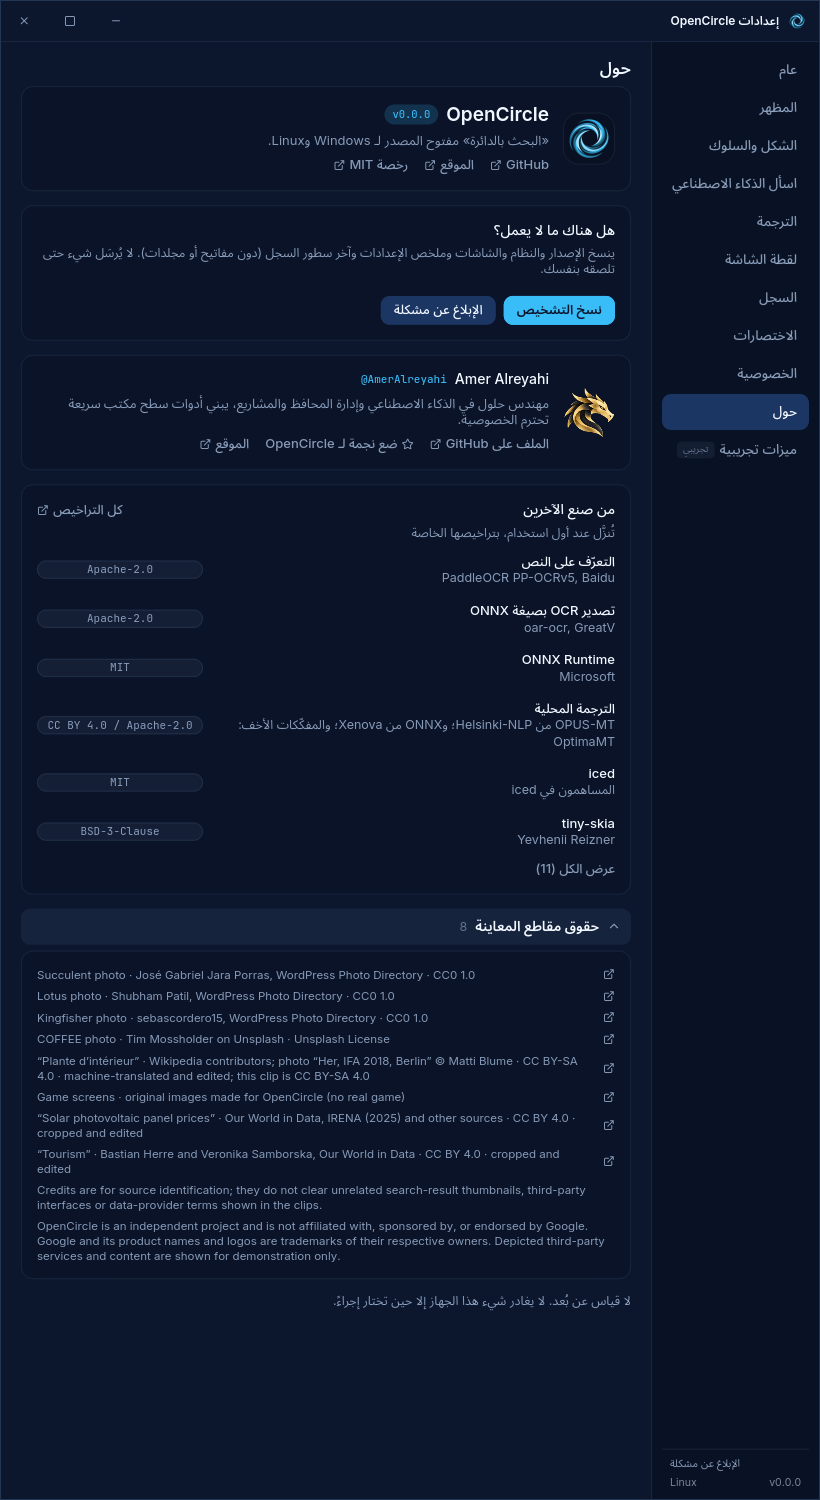 إعدادات OpenCircle
عام
المظهر
الشكل والسلوك
اسأل الذكاء الاصطناعي
الترجمة
لقطة الشاشة
السجل
الاختصارات
الخصوصية
حول
ميزات تجريبية تجريبي
الإبلاغ عن مشكلة
v0.0.0 Linux
حول
OpenCircle v0.0.0
«البحث بالدائرة» مفتوح المصدر لـ Windows وLinux.
GitHub الموقع رخصة MIT
هل هناك ما لا يعمل؟
ينسخ الإصدار والنظام والشاشات وملخص الإعدادات وآخر سطور السجل (دون مفاتيح أو مجلدات). لا يُرسَل شيء حتى
تلصقه بنفسك.
نسخ التشخيص الإبلاغ عن مشكلة
Amer Alreyahi @AmerAlreyahi
مهندس حلول في الذكاء الاصطناعي وإدارة المحافظ والمشاريع، يبني أدوات سطح مكتب سريعة
تحترم الخصوصية.
الملف على GitHub ضع نجمة لـ OpenCircle الموقع
من صنع الآخرين كل التراخيص
تُنزَّل عند أول استخدام، بتراخيصها الخاصة
التعرّف على النص
PaddleOCR PP-OCRv5, Baidu
Apache-2.0
تصدير OCR بصيغة ONNX
oar-ocr, GreatV
Apache-2.0
ONNX Runtime
Microsoft
MIT
الترجمة المحلية
OPUS-MT من Helsinki-NLP؛ وONNX من Xenova؛ والمفكّكات الأخف:
OptimaMT
CC BY 4.0 / Apache-2.0
iced
المساهمون في iced
MIT
tiny-skia
Yevhenii Reizner
BSD-3-Clause
عرض الكل (11)
حقوق مقاطع المعاينة 8
Succulent photo · José Gabriel Jara Porras, WordPress Photo Directory · CC0 1.0
Lotus photo · Shubham Patil, WordPress Photo Directory · CC0 1.0
Kingfisher photo · sebascordero15, WordPress Photo Directory · CC0 1.0
COFFEE photo · Tim Mossholder on Unsplash · Unsplash License
“Plante d’intérieur” · Wikipedia contributors; photo “Her, IFA 2018, Berlin” © Matti Blume · CC BY-SA
4.0 · machine-translated and edited; this clip is CC BY-SA 4.0
Game screens · original images made for OpenCircle (no real game)
“Solar photovoltaic panel prices” · Our World in Data, IRENA (2025) and other sources · CC BY 4.0 ·
cropped and edited
“Tourism” · Bastian Herre and Veronika Samborska, Our World in Data · CC BY 4.0 · cropped and
edited
Credits are for source identification; they do not clear unrelated search-result thumbnails, third-party
interfaces or data-provider terms shown in the clips.
OpenCircle is an independent project and is not affiliated with, sponsored by, or endorsed by Google.
Google and its product names and logos are trademarks of their respective owners. Depicted third-party
services and content are shown for demonstration only.
لا قياس عن بُعد. لا يغادر شيء هذا الجهاز إلا حين تختار إجراءً.